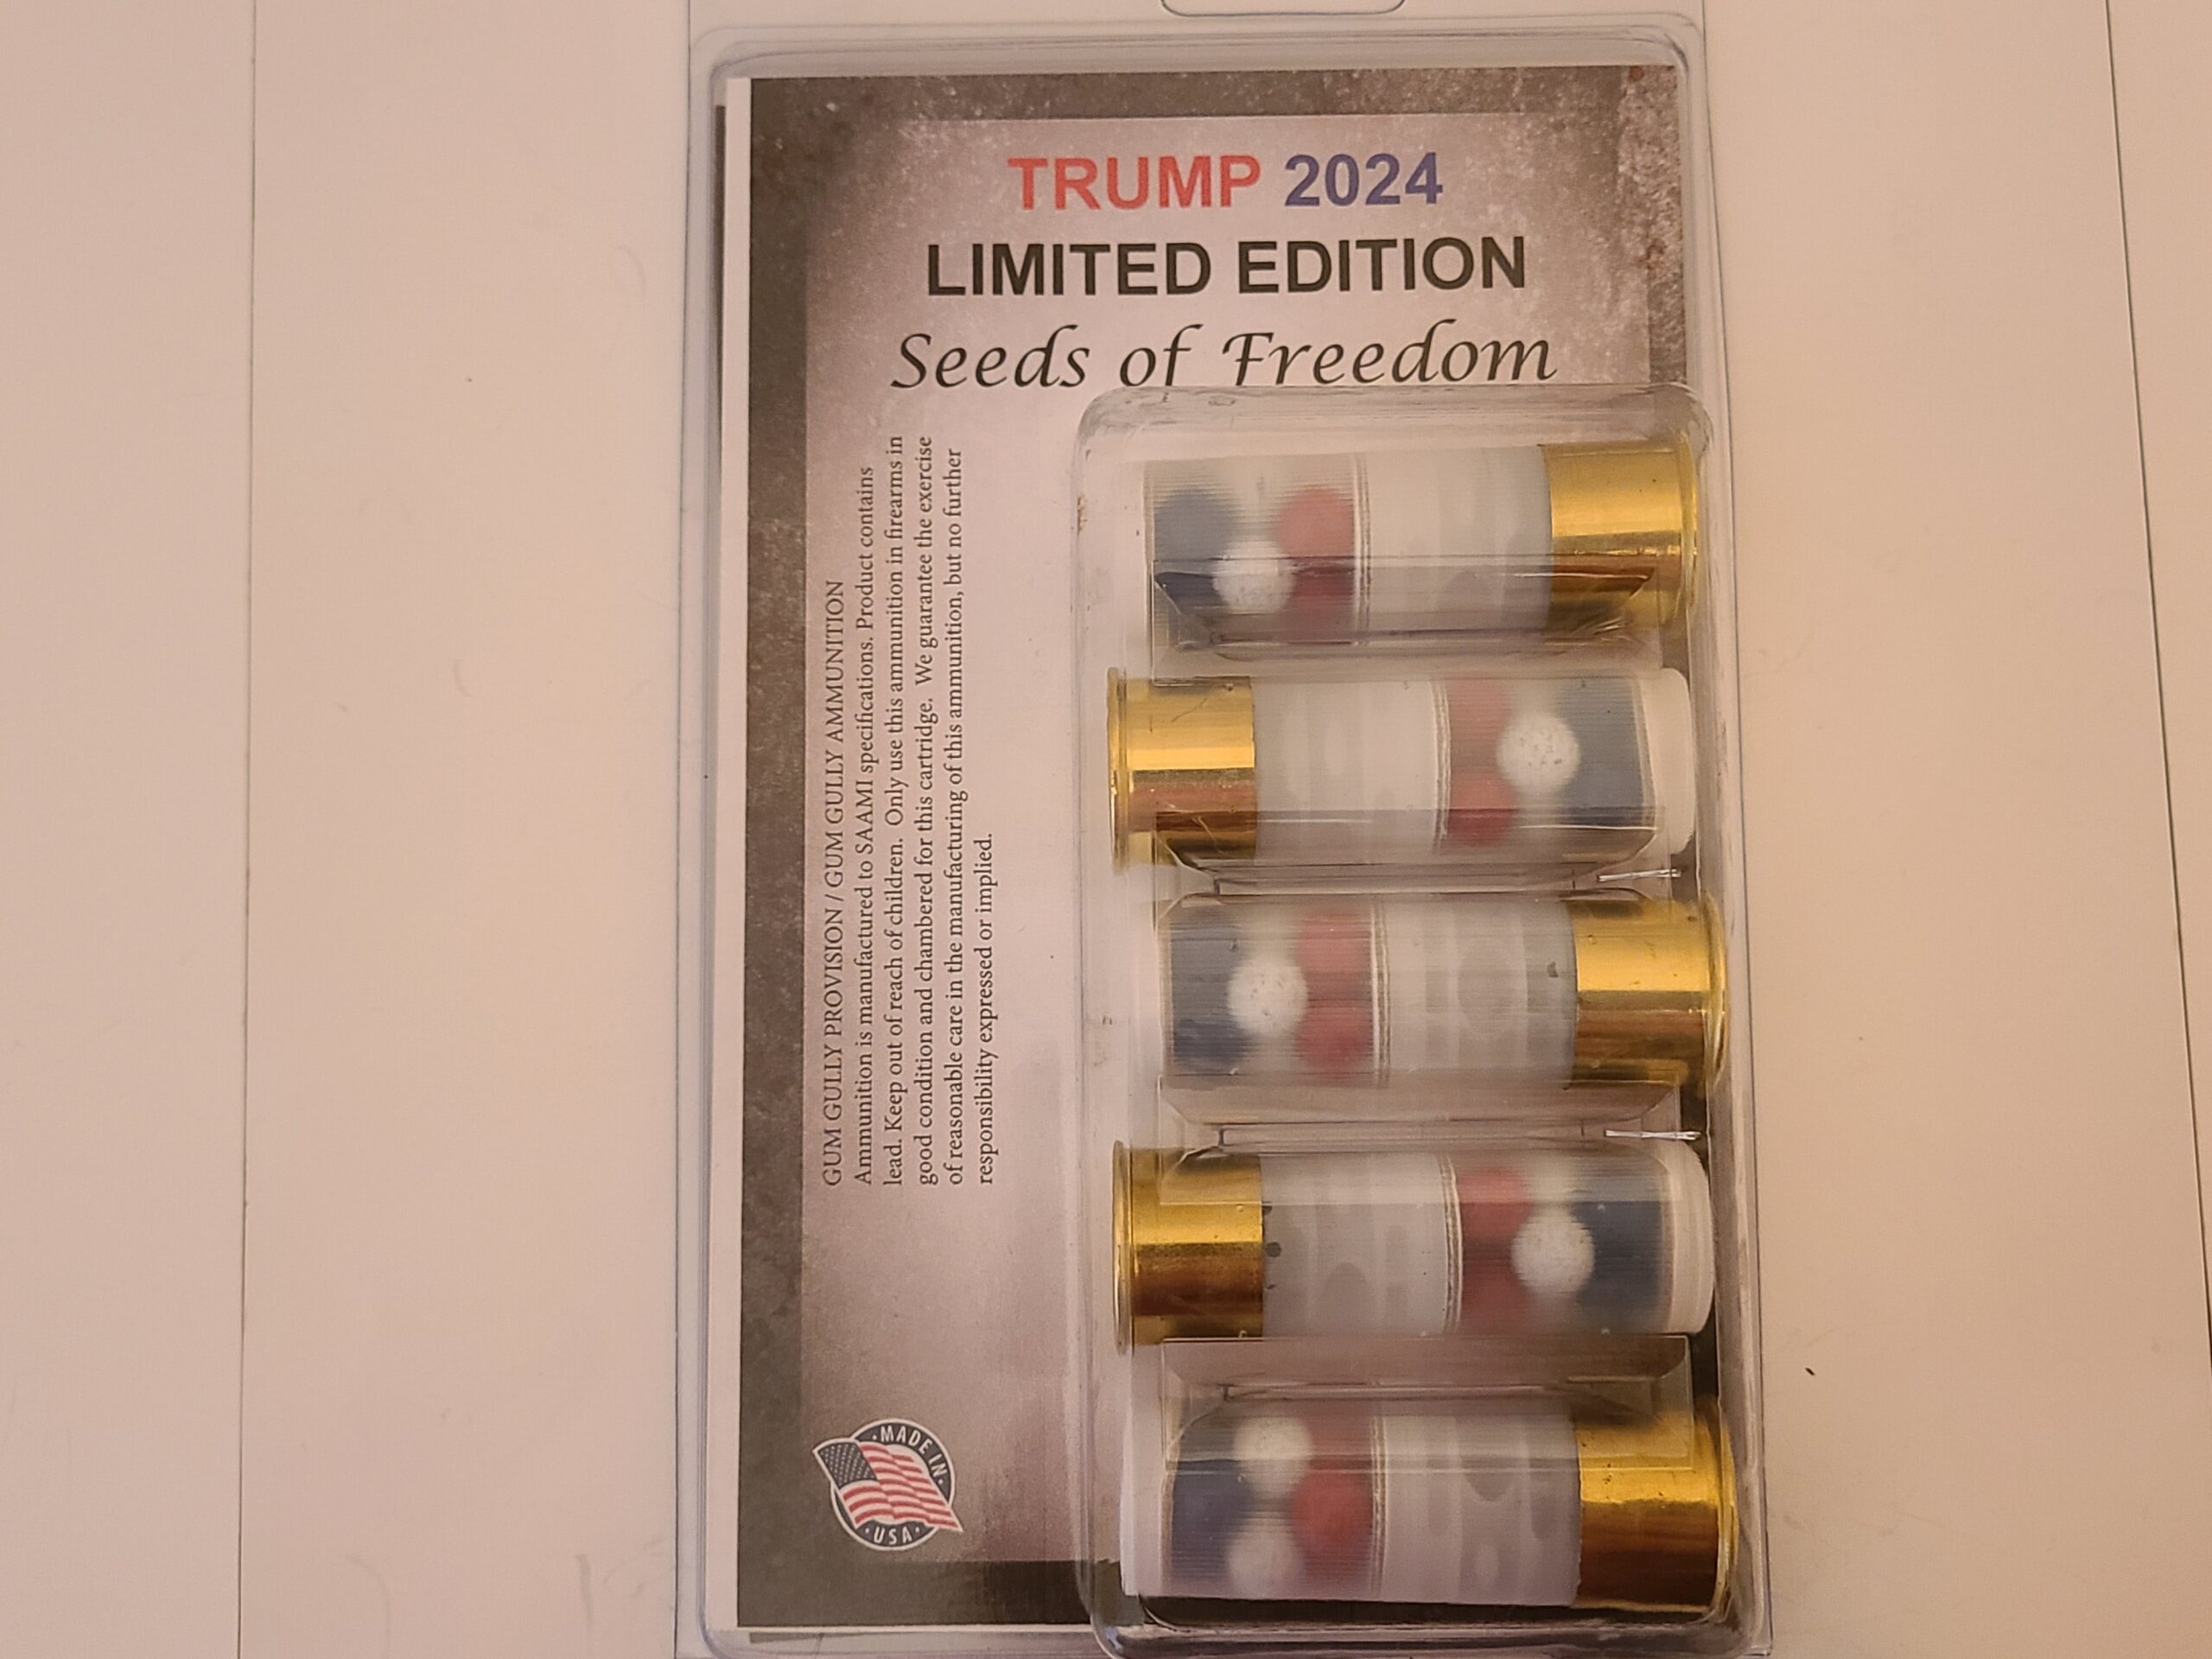 TRUMP 2024
LIMITED EDITION
Seeds of Freedom
GUM GULLY PROVISION / GUM GULLY AMMUNITION
Ammunition is manufactured to SAAMI specifications. Product contains
lead. Keep out of reach of children. Only use this ammunition in firearms in
good condition and chambered for this cartridge. We guarantee the exercise
of reasonable care in the manufacturing of this ammunition, but no further
responsibility expressed or implied.
·MADE IN·
·USA·